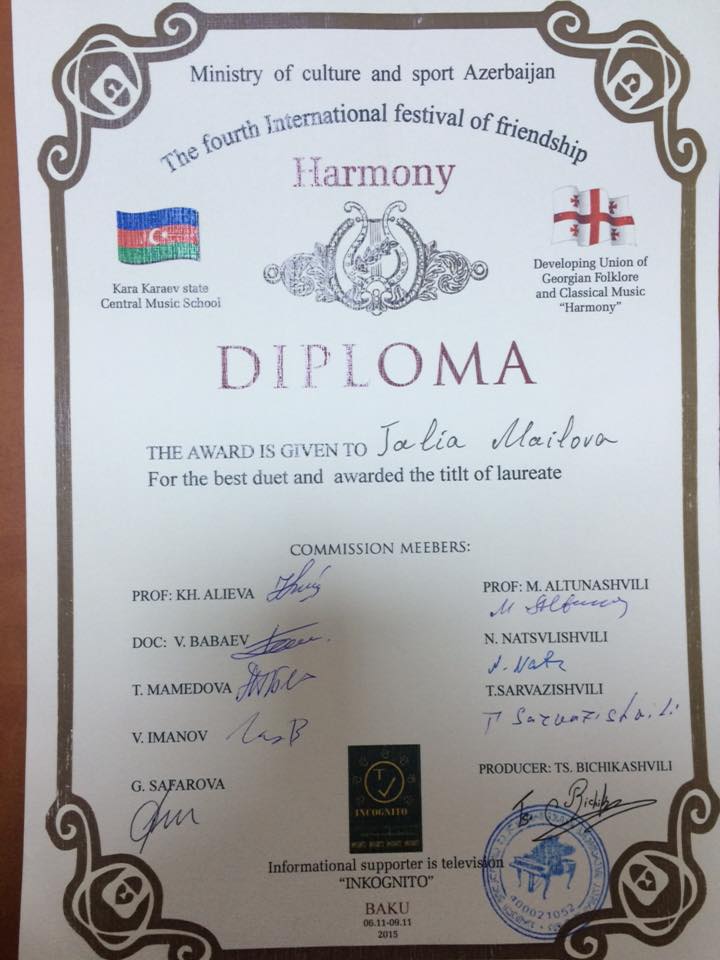 Ministry of culture and sport Azerbaijan
The fourth International festival of friendship
Harmony
Kara Karaev state
Central Music School
Developing Union of
Georgian Folklore
and Classical Music
"Harmony"
DIPLOMA
THE AWARD IS GIVEN TO Jalia Mailova
For the best duet and awarded the titlt of laureate
COMMISSION MEEBERS:
PROF: KH. ALIEVA
DOC: V. BABAEV
T. MAMEDOVA
V. IMANOV
G. SAFAROVA
PROF: M. ALTUNASHVILI
N. NATSVLISHVILI
N. Nats
T.SARVAZISHVILI
T Sarvazishvili
PRODUCER: TS. BICHIKASHVILI
INCOGNITO
Informational supporter is television
"INKOGNITO"
BAKU
06.11-09.11
2015
400021052